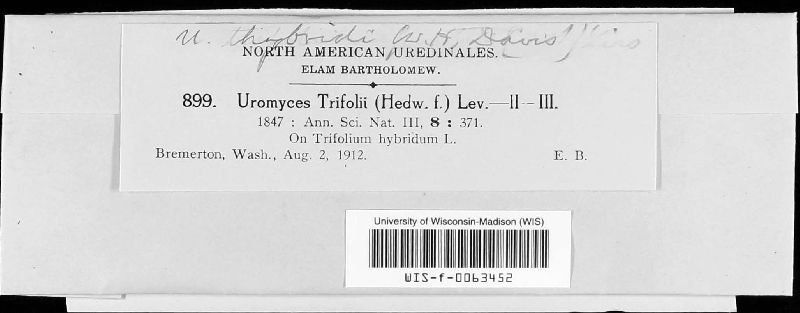 U. hybridi W.H. Davis
NORTH AMERICAN UREDINALES.
ELAM BARTHOLOMEW.
899. Uromyces Trifolii (Hedw. f.) Lev.—II–III.
1847 : Ann. Sci. Nat. III, 8 : 371.
On Trifolium hybridum L.
Bremerton, Wash., Aug. 2, 1912. E. B.
University of Wisconsin-Madison (WIS)
WIS-f-0063452